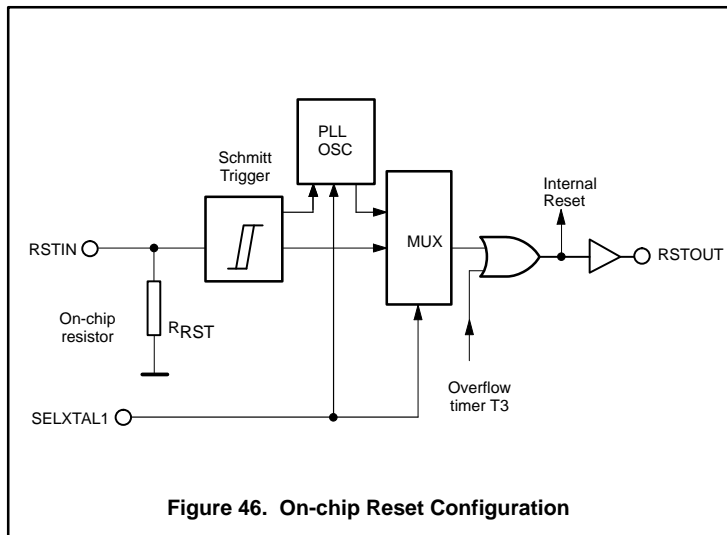 PLL
OSC
Schmitt
Trigger
Internal
Reset
MUX
RSTIN
RSTOUT
On-chip
resistor
RRST
Overflow
timer T3
SELXTAL1
Figure 46. On-chip Reset Configuration